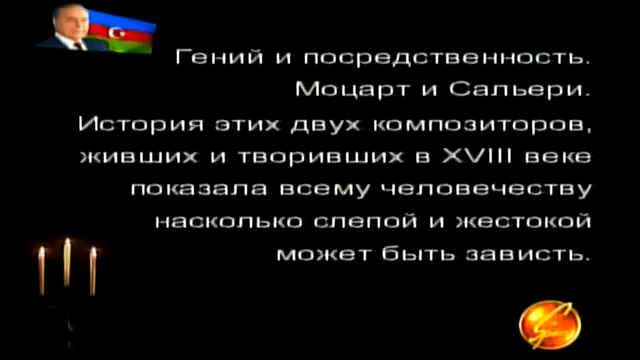 Гений и посредственность.
Моцарт и Сальери.
История этих двух композиторов,
живших и творивших в XVIII веке
показала всему человечеству
насколько слепой и жестокой
может быть зависть.